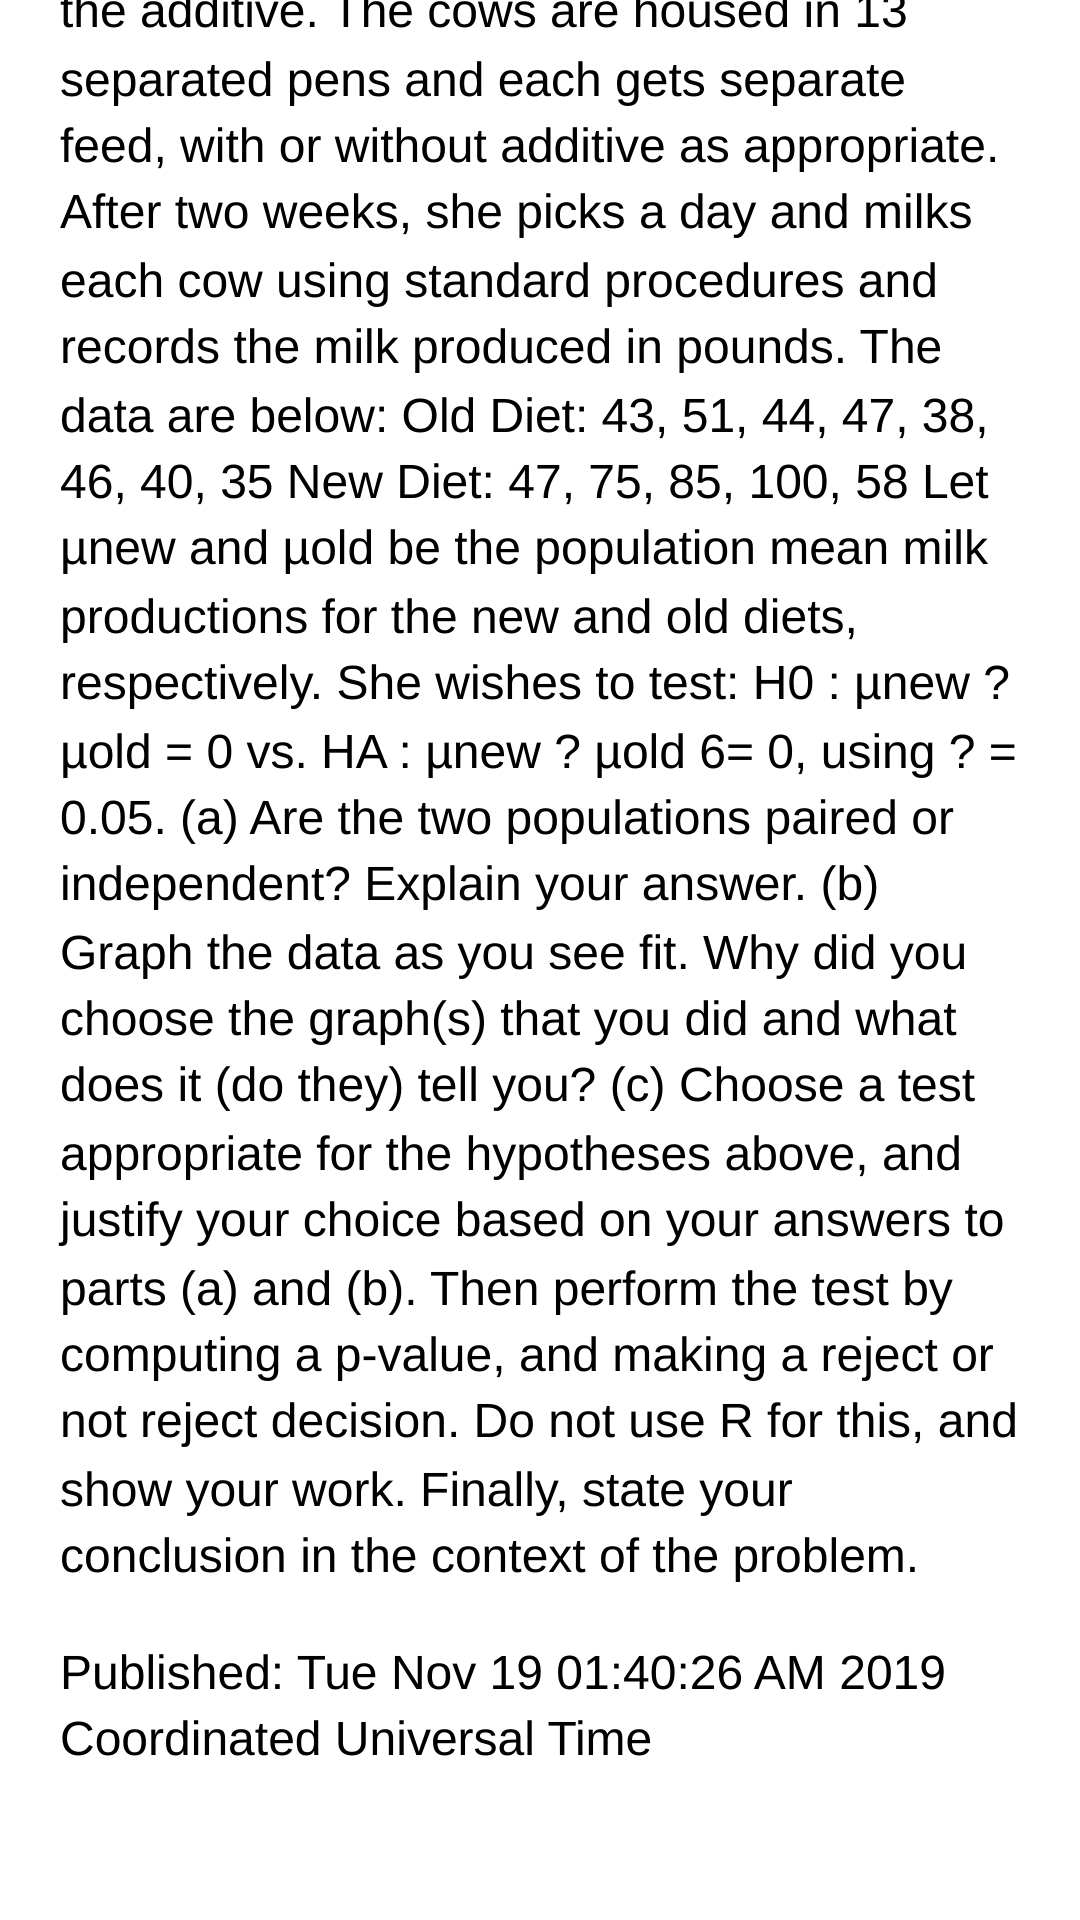 the additive. The cows are housed in 13
separated pens and each gets separate
feed, with or without additive as appropriate.
After two weeks, she picks a day and milks
each cow using standard procedures and
records the milk produced in pounds. The
data are below: Old Diet: 43, 51, 44, 47, 38,
46, 40, 35 New Diet: 47, 75, 85, 100, 58 Let
µnew and µold be the population mean milk
productions for the new and old diets,
respectively. She wishes to test: H0 : µnew ?
µold = 0 vs. HA : µnew ? µold 6= 0, using ? =
0.05. (a) Are the two populations paired or
independent? Explain your answer. (b)
Graph the data as you see fit. Why did you
choose the graph(s) that you did and what
does it (do they) tell you? (c) Choose a test
appropriate for the hypotheses above, and
justify your choice based on your answers to
parts (a) and (b). Then perform the test by
computing a p-value, and making a reject or
not reject decision. Do not use R for this, and
show your work. Finally, state your
conclusion in the context of the problem.
Published: Tue Nov 19 01:40:26 AM 2019
Coordinated Universal Time